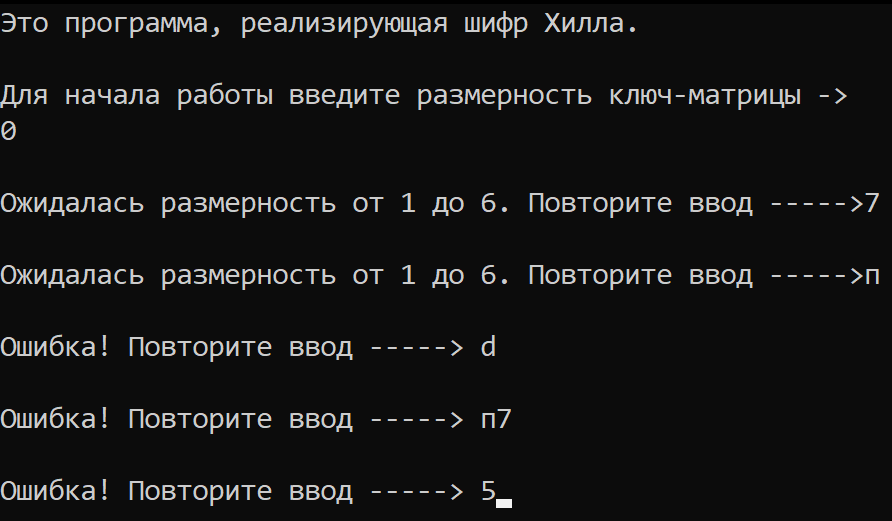 Это программа, реализирующая шифр Хилла.
Для начала работы введите размерность ключ-матрицы ->
0
Ожидалась размерность от 1 до 6. Повторите ввод ----->7
Ожидалась размерность от 1 до 6. Повторите ввод ----->п
Ошибка! Повторите ввод -----> d
Ошибка! Повторите ввод -----> п7
Ошибка! Повторите ввод -----> 5